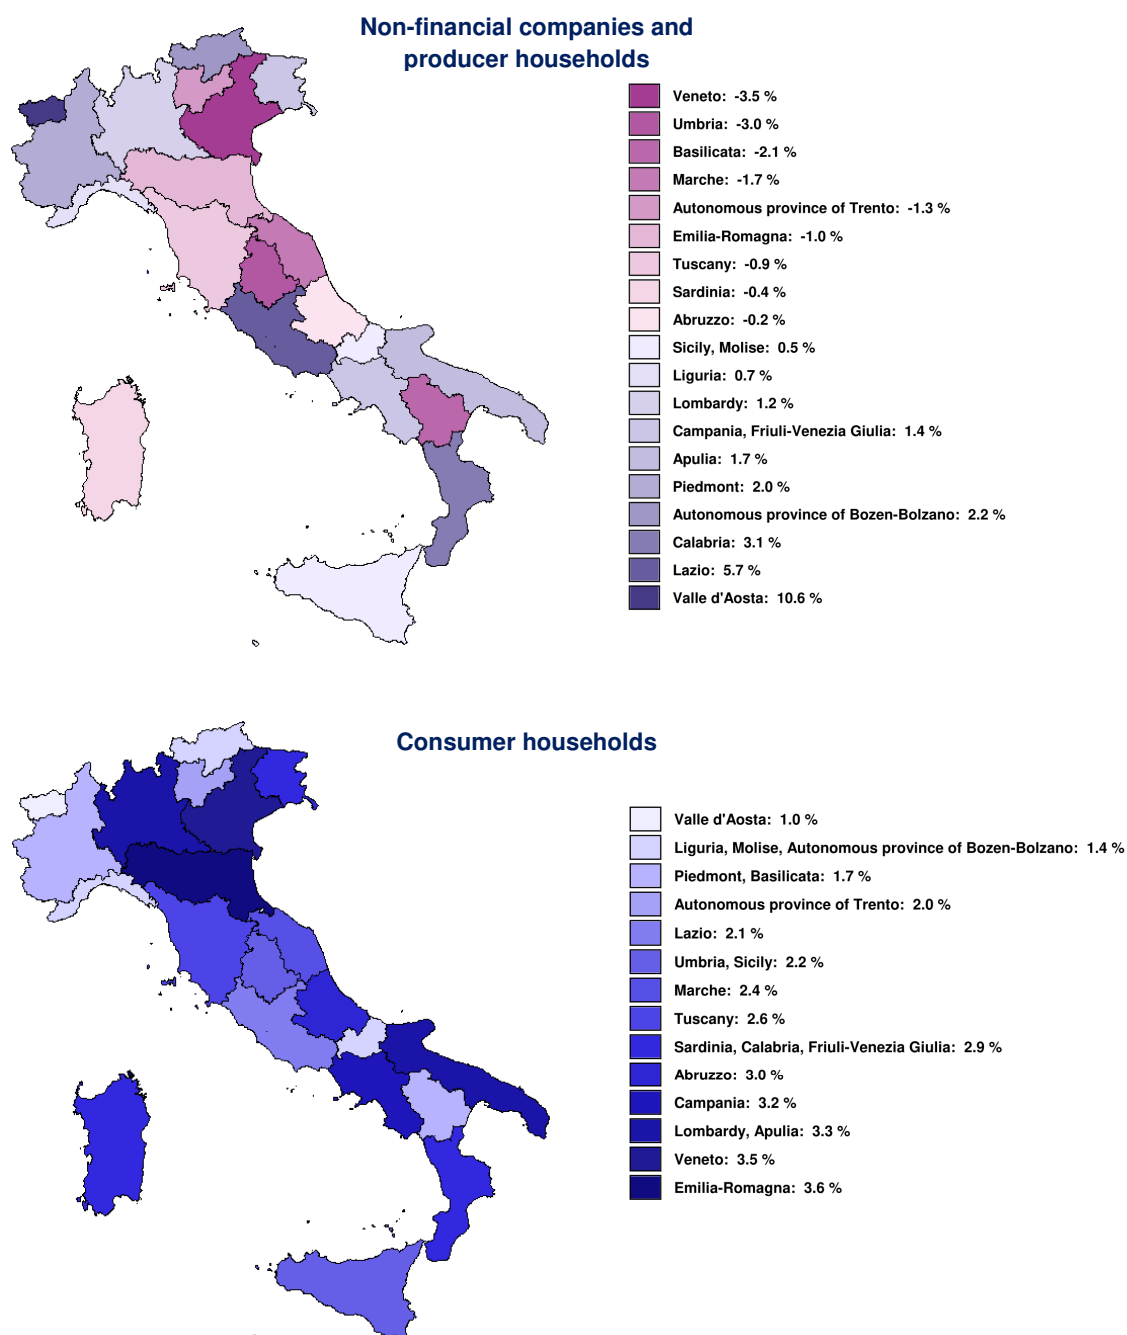 Non-financial companies and
producer households
Veneto: -3.5 %
Umbria: -3.0 %
Basilicata: -2.1 %
Marche: -1.7 %
Autonomous province of Trento: -1.3 %
Emilia-Romagna: -1.0 %
Tuscany: -0.9 %
Sardinia: -0.4 %
Abruzzo: -0.2 %
Sicily, Molise: 0.5 %
Liguria: 0.7 %
Lombardy: 1.2 %
Campania, Friuli-Venezia Giulia: 1.4 %
Apulia: 1.7 %
Piedmont: 2.0 %
Autonomous province of Bozen-Bolzano: 2.2 %
Calabria: 3.1 %
Lazio: 5.7 %
Valle d'Aosta: 10.6 %
Consumer households
Valle d'Aosta: 1.0 %
Liguria, Molise, Autonomous province of Bozen-Bolzano: 1.4 %
Piedmont, Basilicata: 1.7 %
Autonomous province of Trento: 2.0 %
Lazio: 2.1 %
Umbria, Sicily: 2.2 %
Marche: 2.4 %
Tuscany: 2.6 %
Sardinia, Calabria, Friuli-Venezia Giulia: 2.9 %
Abruzzo: 3.0 %
Campania: 3.2 %
Lombardy, Apulia: 3.3 %
Veneto: 3.5 %
Emilia-Romagna: 3.6 %